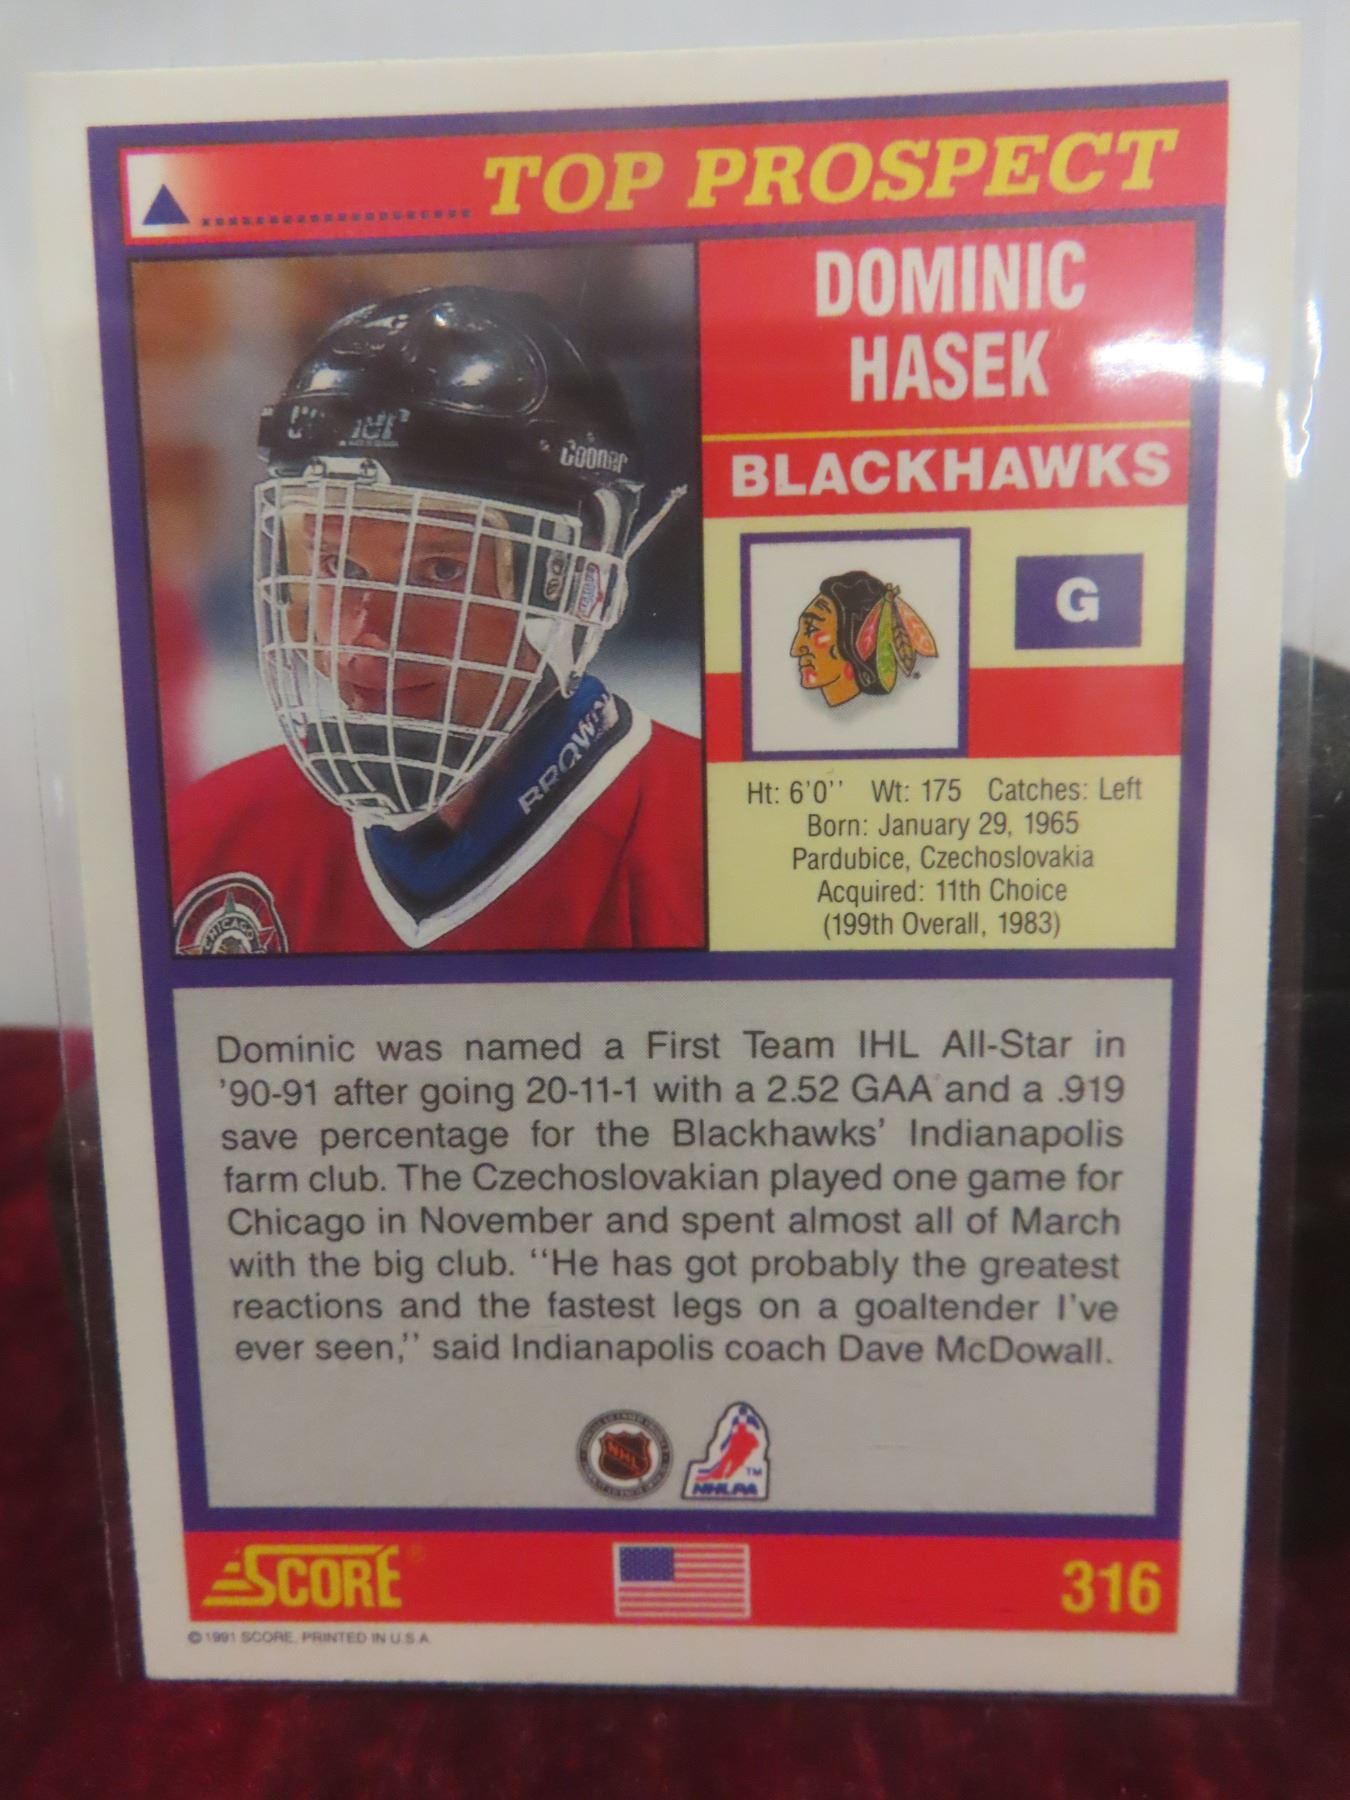 TOP PROSPECT
DOMINIC
HASEK
BLACKHAWKS
G
Cooper
BROWN
CHICAGO
Ht: 6'0'' Wt: 175 Catches: Left
Born: January 29, 1965
Pardubice, Czechoslovakia
Acquired: 11th Choice
(199th Overall, 1983)
Dominic was named a First Team IHL All-Star in
'90-91 after going 20-11-1 with a 2.52 GAA and a .919
save percentage for the Blackhawks' Indianapolis
farm club. The Czechoslovakian played one game for
Chicago in November and spent almost all of March
with the big club. ''He has got probably the greatest
reactions and the fastest legs on a goaltender I've
ever seen,'' said Indianapolis coach Dave McDowall.
NHL
TM
NHLPA
SCORE®
316
© 1991 SCORE, PRINTED IN U.S.A.